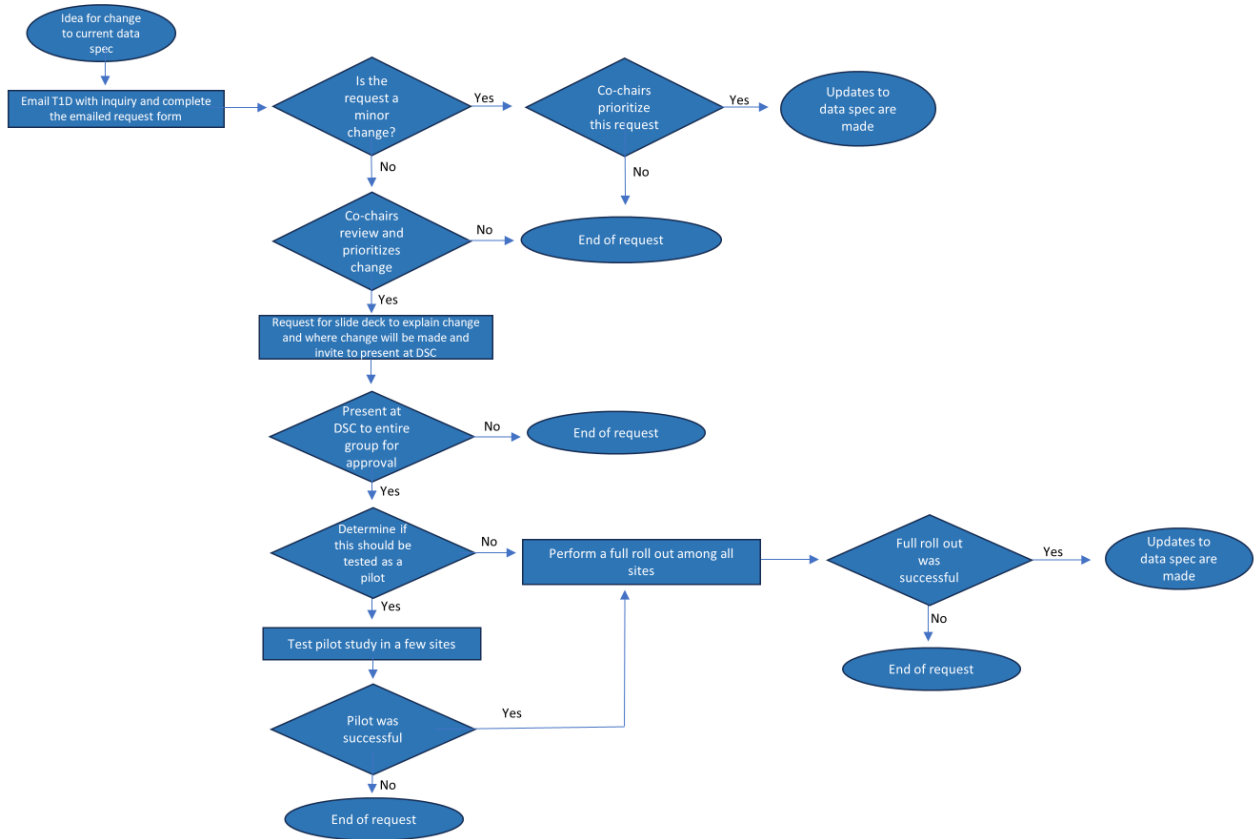 Idea for change
to current data
spec
Email T1D with inquiry and complete
the emailed request form
Is the
request a
minor
change?
Yes
Co-chairs
prioritize
this request
Yes
Updates to
data spec are
made
No
No
Co-chairs
review and
prioritizes
change
No
End of request
Yes
Request for slide deck to explain change
and where change will be made and
invite to present at DSC
Present at
DSC to entire
group for
approval
No
End of request
Yes
Determine if
this should be
tested as a
pilot
No
Perform a full roll out among all
sites
Full roll out
was
successful
Yes
Updates to
data spec are
made
Yes
No
Test pilot study in a few sites
End of request
Pilot was
successful
Yes
No
End of request